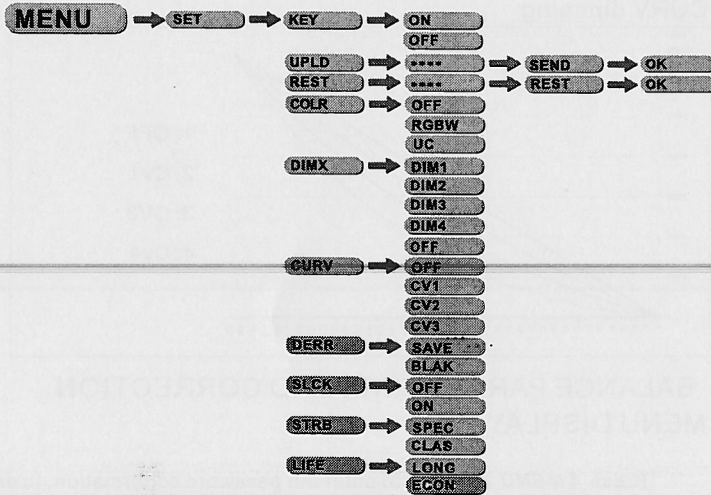 MENU SET KEY ON
OFF
UPLD **** SEND OK
REST **** REST OK
COLR OFF
RGBW
UC
DIMX DIM1
DIM2
DIM3
DIM4
OFF
CURV OFF
CV1
CV2
CV3
DERR SAVE
BLAK
SLCK OFF
ON
STRB SPEC
CLAS
LIFE LONG
ECON